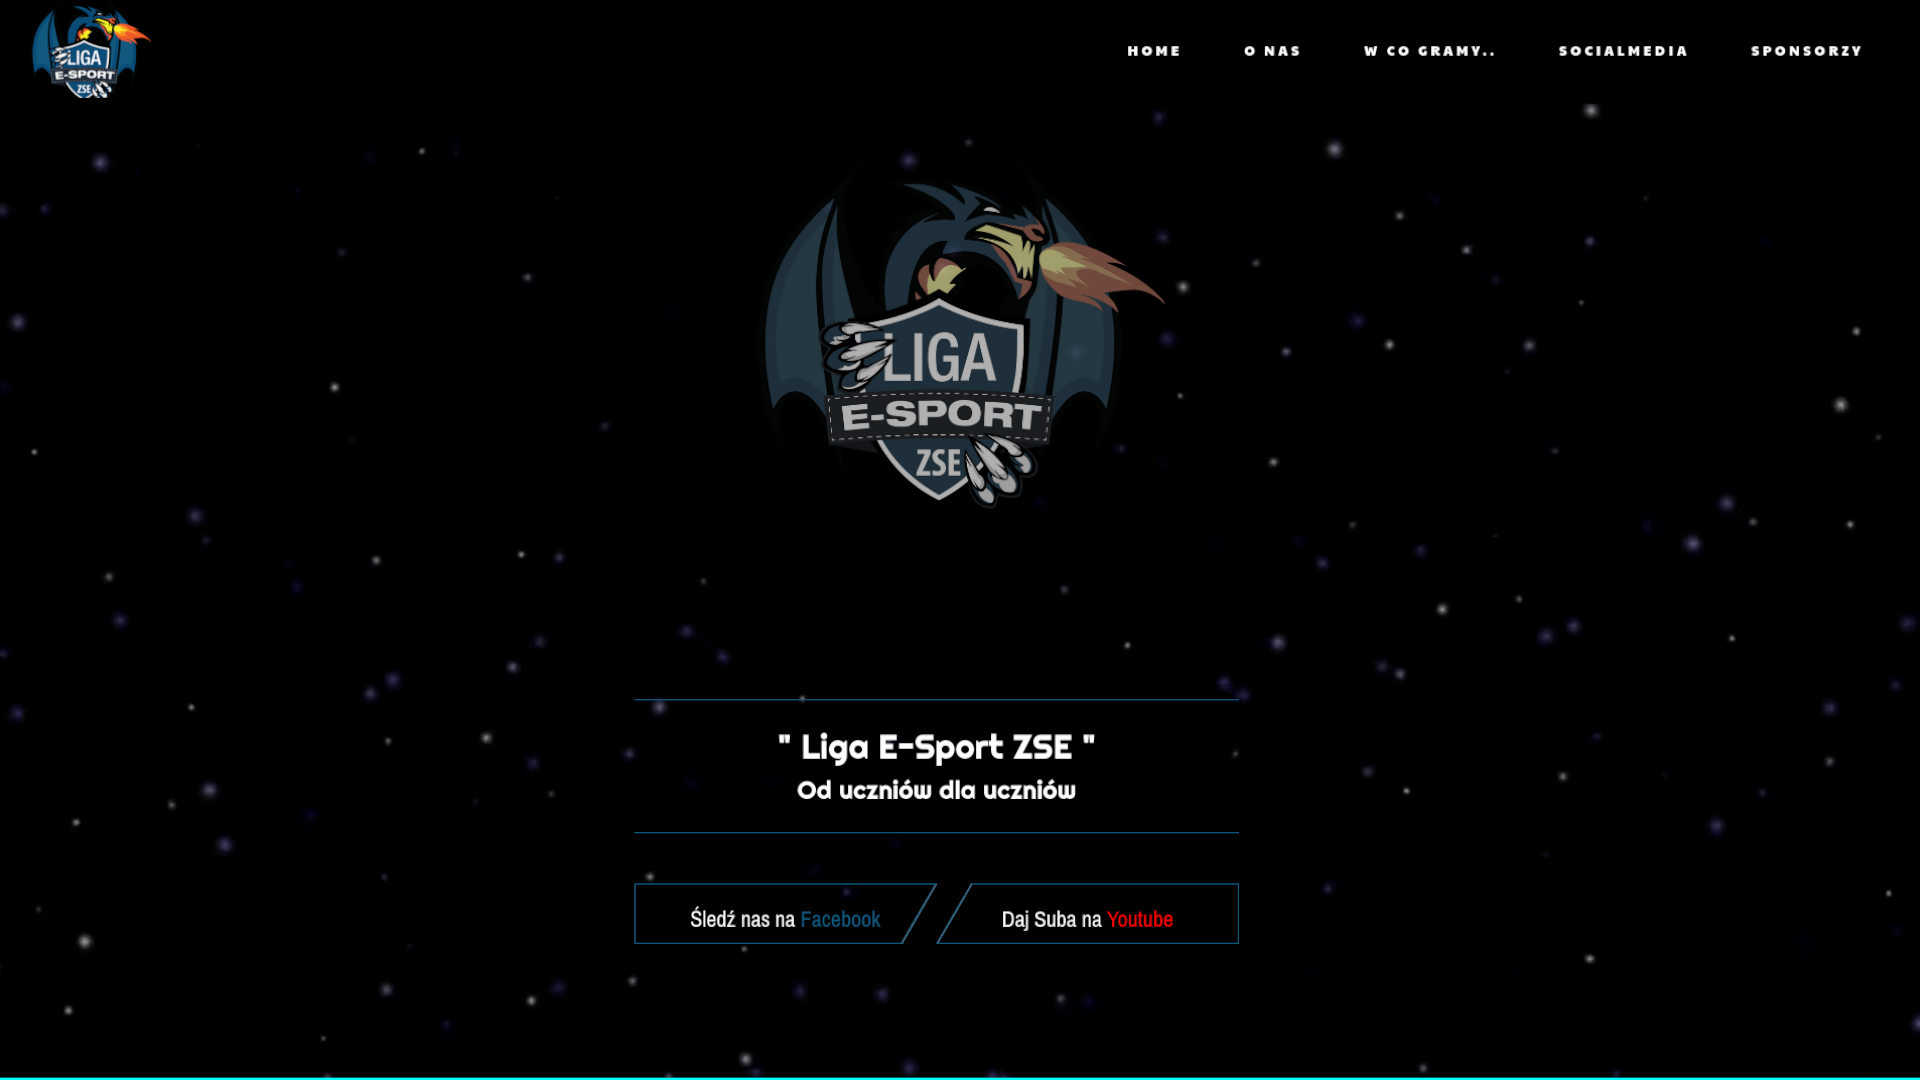 LIGA
E-SPORT
ZSE
HOME
O NAS
W CO GRAMY..
SOCIALMEDIA
SPONSORZY
LIGA
E-SPORT
ZSE
" Liga E-Sport ZSE "
Od uczniów dla uczniów
Śledź nas na Facebook
Daj Suba na Youtube